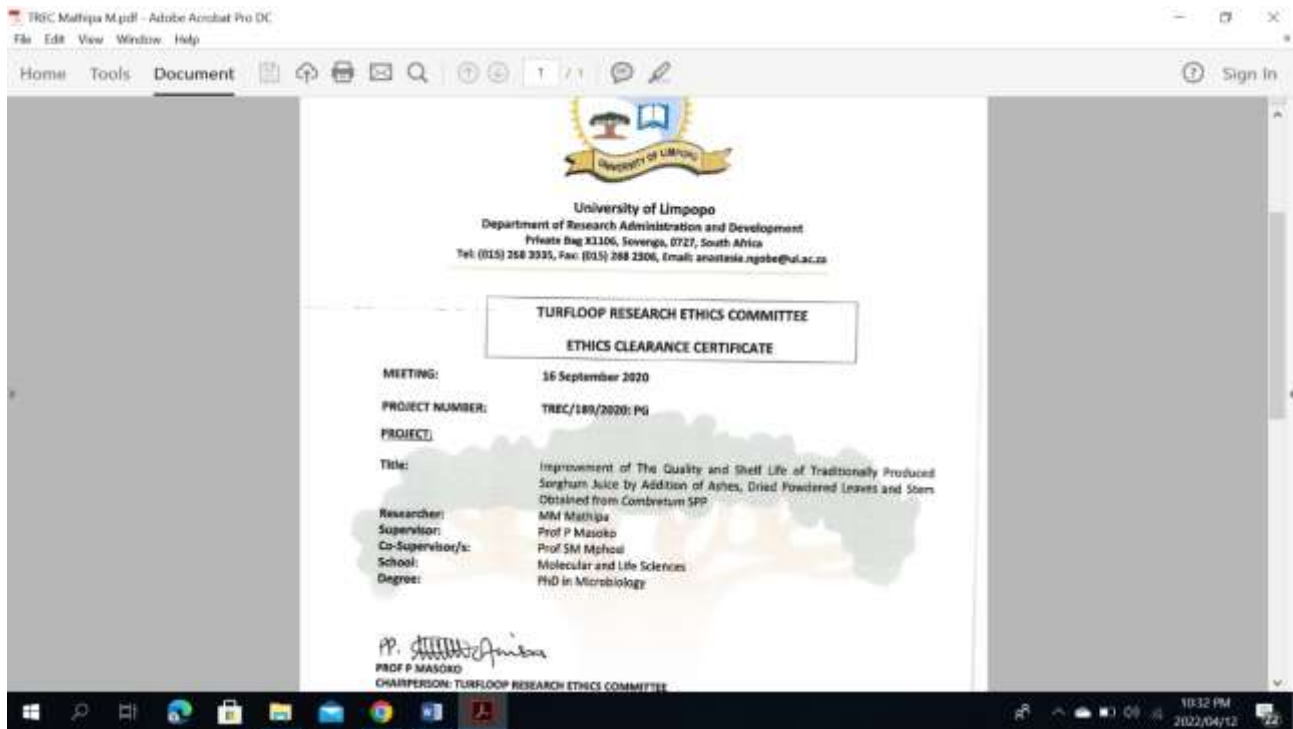 TREC Mathipa M.pdf - Adobe Acrobat Pro DC
File Edit View Window Help
Home Tools Document 1 / 1 Sign In
UNIVERSITY OF LIMPOPO
University of Limpopo
Department of Research Administration and Development
Private Bag X1106, Sovenga, 0727, South Africa
Tel: (015) 268 3935, Fax: (015) 268 2306, Email: anastasia.ngobe@ul.ac.za
TURFLOOP RESEARCH ETHICS COMMITTEE
ETHICS CLEARANCE CERTIFICATE
MEETING: 16 September 2020
PROJECT NUMBER: TREC/189/2020: PG
PROJECT:
Title: Improvement of The Quality and Shelf Life of Traditionally Produced
Sorghum Juice by Addition of Ashes, Dried Powdered Leaves and Stem
Obtained from Combretum SPP
Researcher: MM Mathipa
Supervisor: Prof P Masoko
Co-Supervisor/s: Prof SM Mphosi
School: Molecular and Life Sciences
Degree: PhD in Microbiology
PP.
PROF P MASOKO
CHAIRPERSON: TURFLOOP RESEARCH ETHICS COMMITTEE
10:32 PM
2022/04/12
22